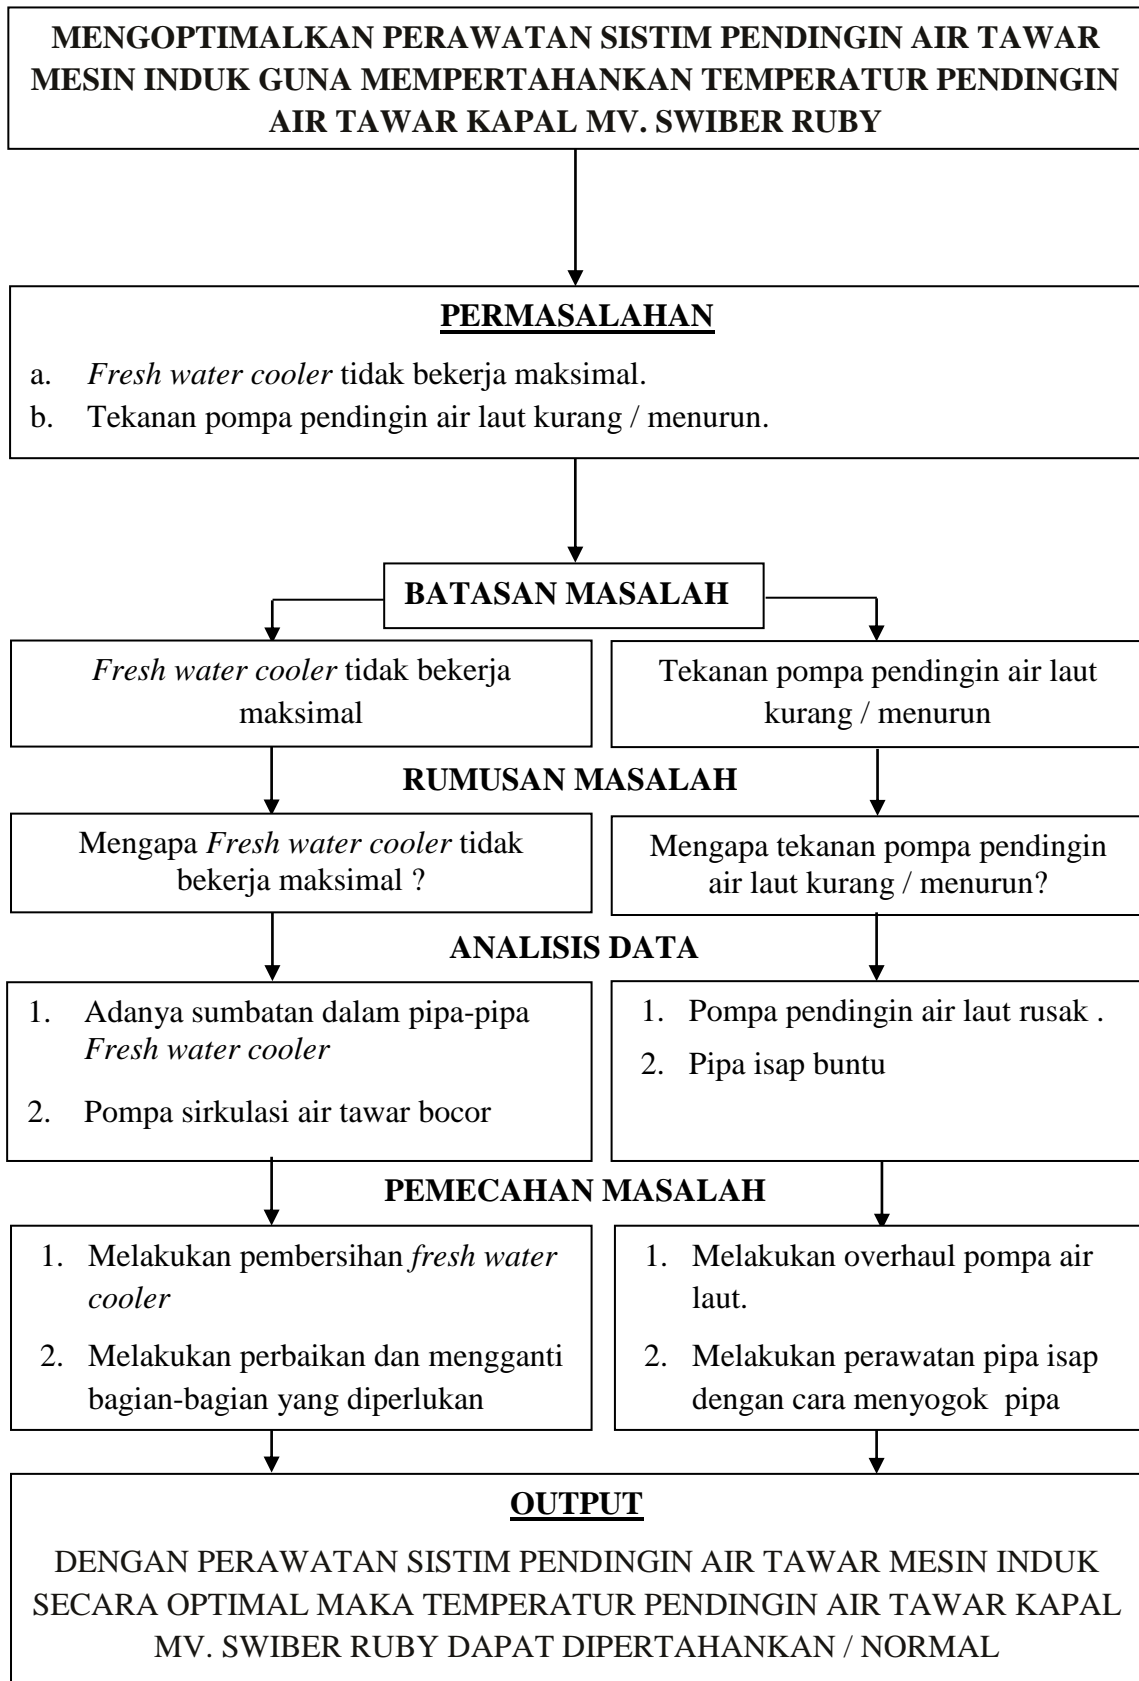 MENGOPTIMALKAN PERAWATAN SISTIM PENDINGIN AIR TAWAR
MESIN INDUK GUNA MEMPERTAHANKAN TEMPERATUR PENDINGIN
AIR TAWAR KAPAL MV. SWIBER RUBY
PERMASALAHAN
a. Fresh water cooler tidak bekerja maksimal.
b. Tekanan pompa pendingin air laut kurang / menurun.
BATASAN MASALAH
Fresh water cooler tidak bekerja
maksimal
Tekanan pompa pendingin air laut
kurang / menurun
RUMUSAN MASALAH
Mengapa Fresh water cooler tidak
bekerja maksimal ?
Mengapa tekanan pompa pendingin
air laut kurang / menurun?
ANALISIS DATA
1. Adanya sumbatan dalam pipa-pipa
Fresh water cooler
2. Pompa sirkulasi air tawar bocor
1. Pompa pendingin air laut rusak .
2. Pipa isap buntu
PEMECAHAN MASALAH
1. Melakukan pembersihan fresh water
cooler
2. Melakukan perbaikan dan mengganti
bagian-bagian yang diperlukan
1. Melakukan overhaul pompa air
laut.
2. Melakukan perawatan pipa isap
dengan cara menyogok pipa
OUTPUT
DENGAN PERAWATAN SISTIM PENDINGIN AIR TAWAR MESIN INDUK
SECARA OPTIMAL MAKA TEMPERATUR PENDINGIN AIR TAWAR KAPAL
MV. SWIBER RUBY DAPAT DIPERTAHANKAN / NORMAL